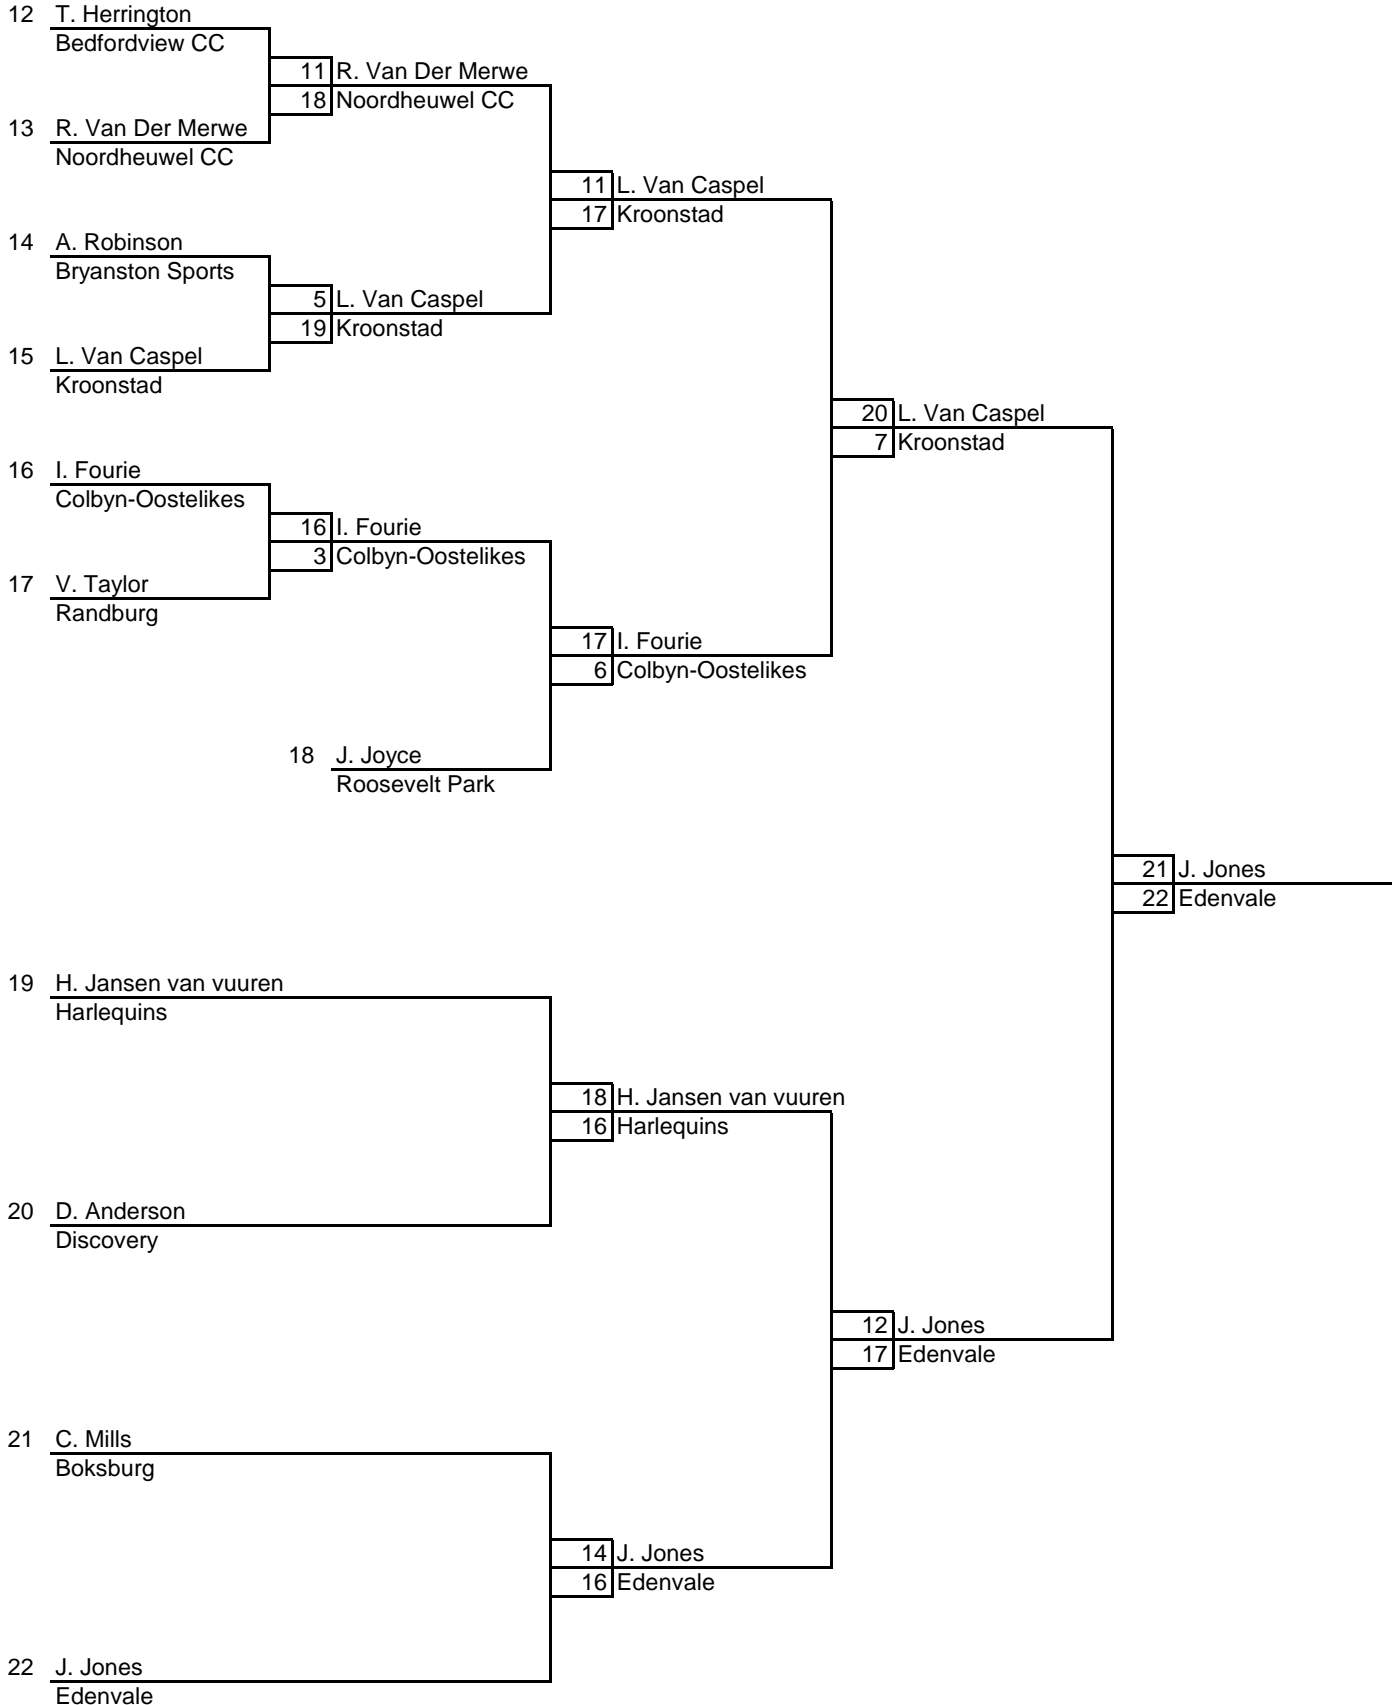 12 T. Herrington
Bedfordview CC
11 R. Van Der Merwe
18 Noordheuwel CC
13 R. Van Der Merwe
Noordheuwel CC
11 L. Van Caspel
17 Kroonstad
14 A. Robinson
Bryanston Sports
5 L. Van Caspel
19 Kroonstad
15 L. Van Caspel
Kroonstad
20 L. Van Caspel
7 Kroonstad
16 I. Fourie
Colbyn-Oostelikes
16 I. Fourie
3 Colbyn-Oostelikes
17 V. Taylor
Randburg
17 I. Fourie
6 Colbyn-Oostelikes
18 J. Joyce
Roosevelt Park
21 J. Jones
22 Edenvale
19 H. Jansen van vuuren
Harlequins
18 H. Jansen van vuuren
16 Harlequins
20 D. Anderson
Discovery
12 J. Jones
17 Edenvale
21 C. Mills
Boksburg
14 J. Jones
16 Edenvale
22 J. Jones
Edenvale